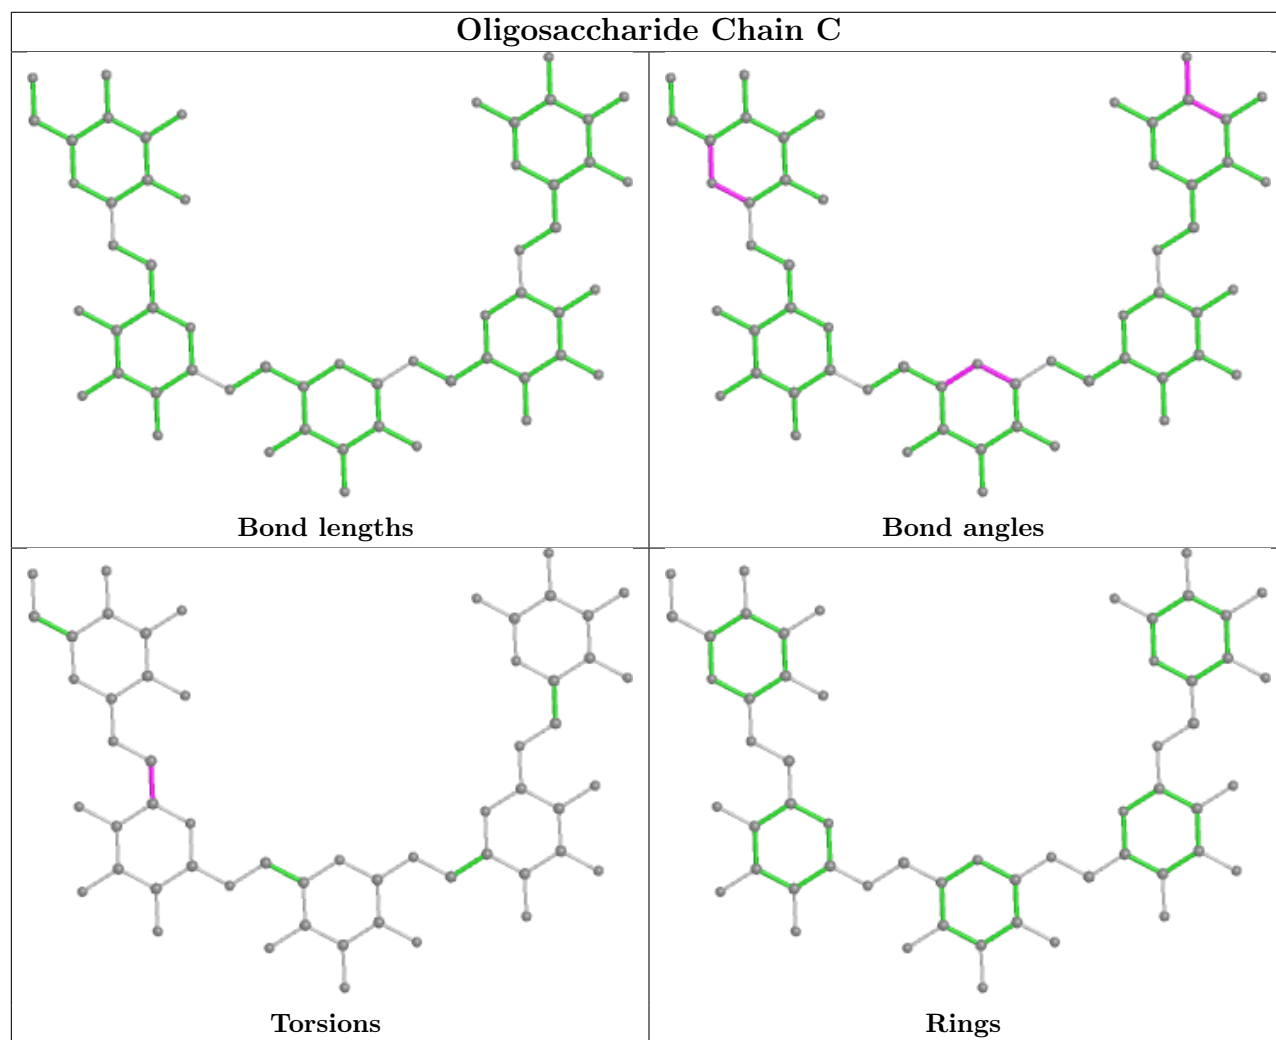 Oligosaccharide Chain C
Bond lengths
Bond angles
Torsions
Rings